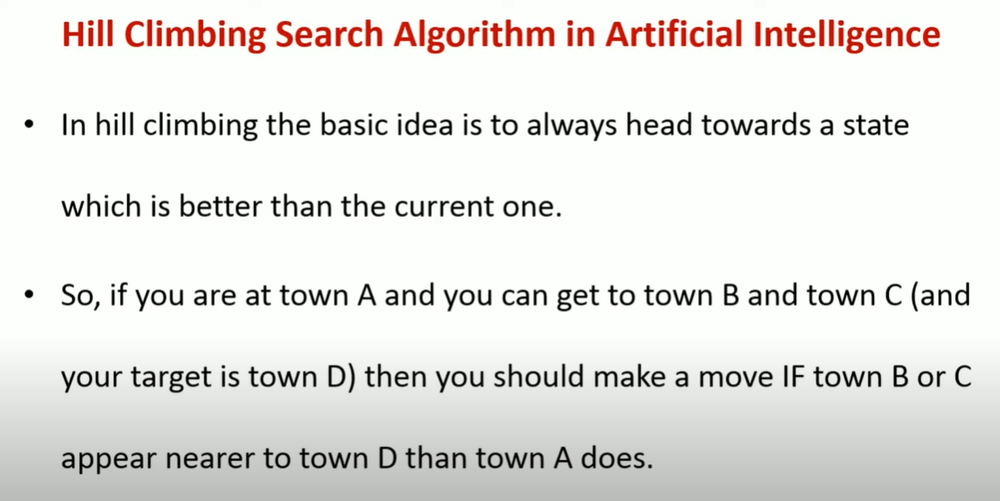 Hill Climbing Search Algorithm in Artificial Intelligence
• In hill climbing the basic idea is to always head towards a state
which is better than the current one.
• So, if you are at town A and you can get to town B and town C (and
your target is town D) then you should make a move IF town B or C
appear nearer to town D than town A does.